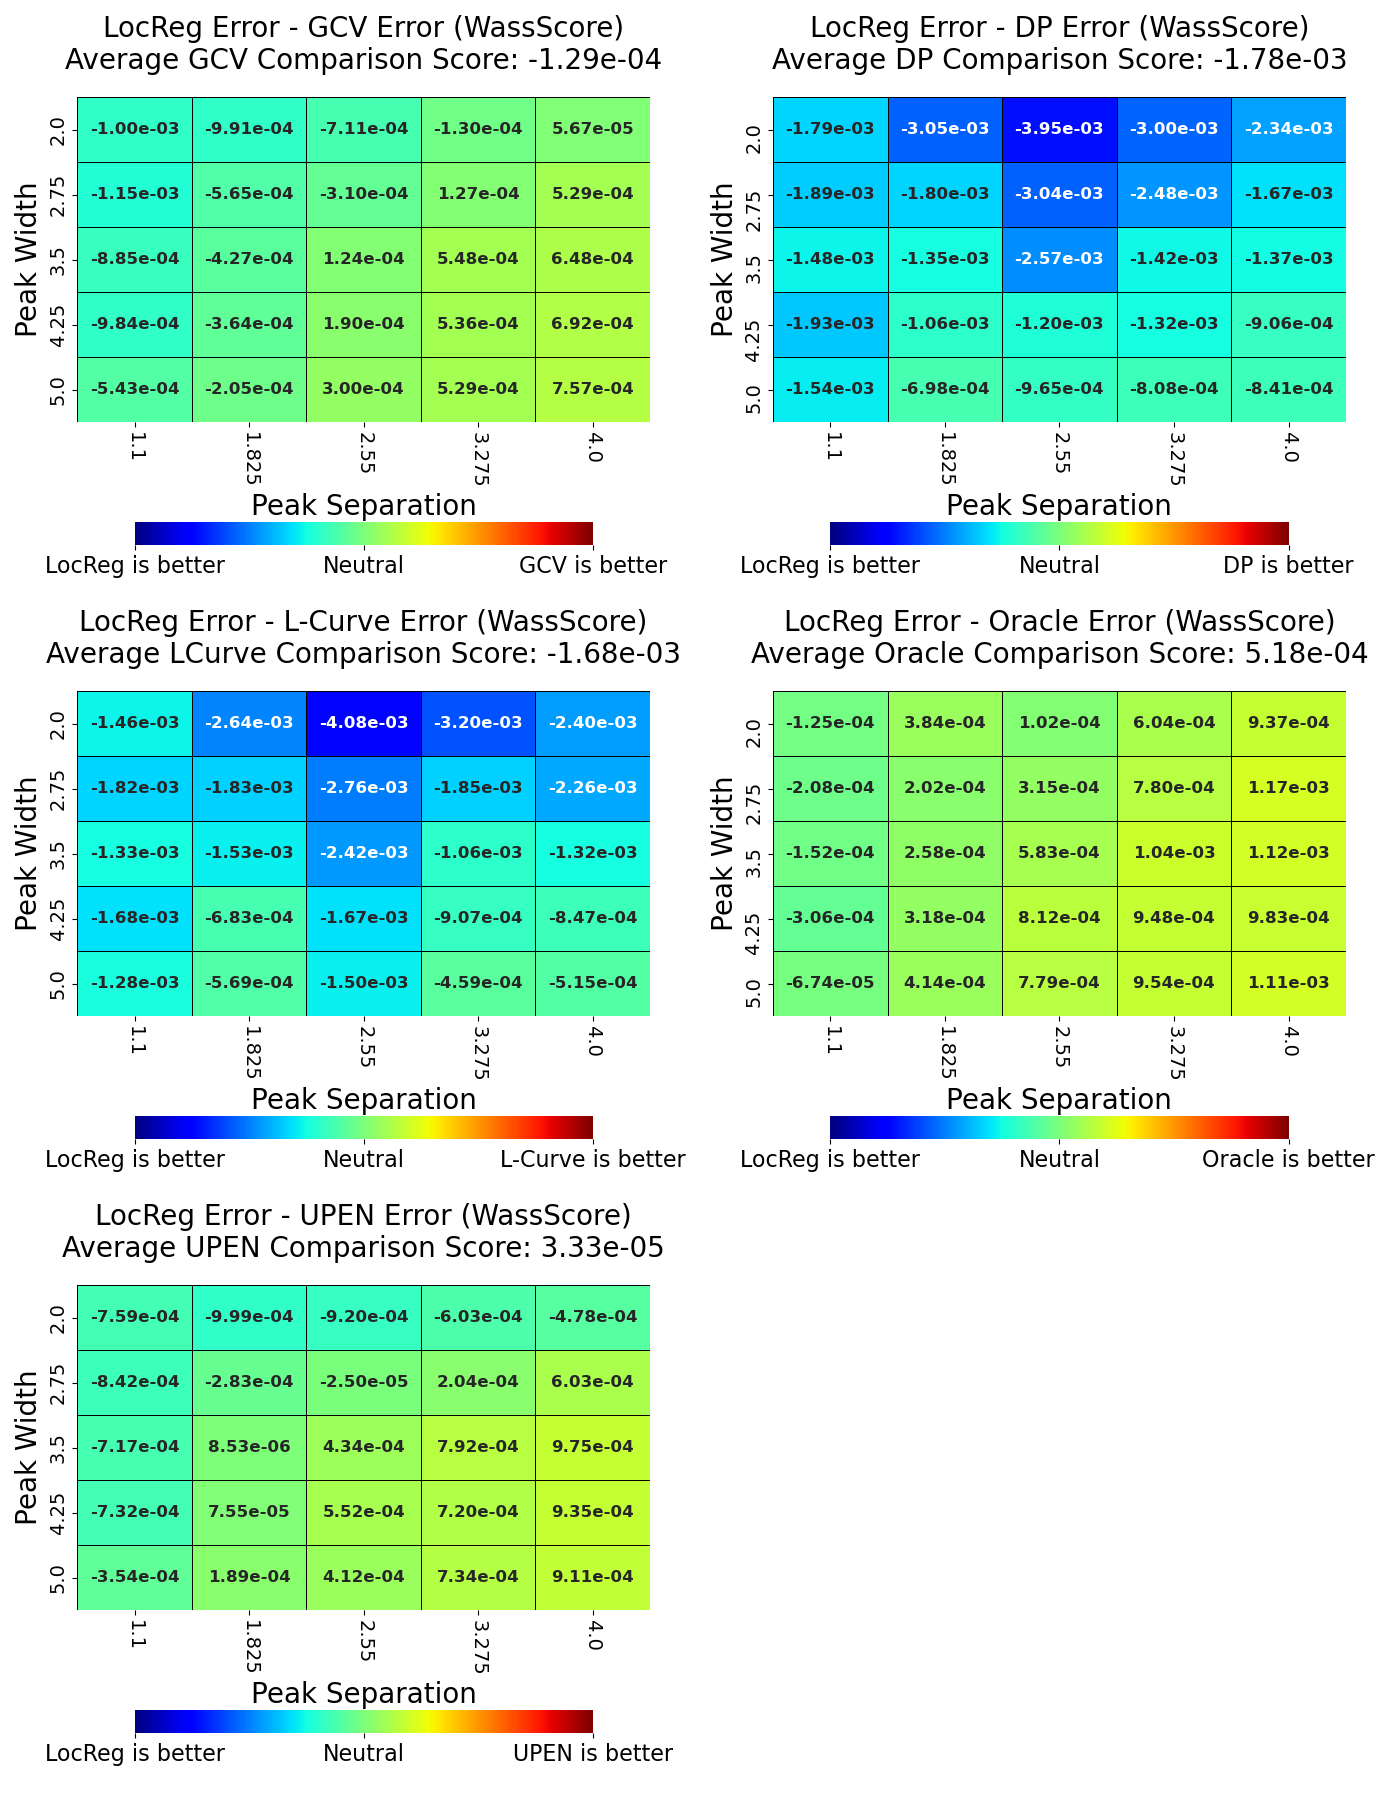 LocReg Error - GCV Error (WassScore)
Average GCV Comparison Score: -1.29e-04
Peak Width
2.0 -1.00e-03 -9.91e-04 -7.11e-04 -1.30e-04 5.67e-05
2.75 -1.15e-03 -5.65e-04 -3.10e-04 1.27e-04 5.29e-04
3.5 -8.85e-04 -4.27e-04 1.24e-04 5.48e-04 6.48e-04
4.25 -9.84e-04 -3.64e-04 1.90e-04 5.36e-04 6.92e-04
5.0 -5.43e-04 -2.05e-04 3.00e-04 5.29e-04 7.57e-04
1.1 1.825 2.55 3.275 4.0
Peak Separation
LocReg is better Neutral GCV is better
LocReg Error - DP Error (WassScore)
Average DP Comparison Score: -1.78e-03
Peak Width
2.0 -1.79e-03 -3.05e-03 -3.95e-03 -3.00e-03 -2.34e-03
2.75 -1.89e-03 -1.80e-03 -3.04e-03 -2.48e-03 -1.67e-03
3.5 -1.48e-03 -1.35e-03 -2.57e-03 -1.42e-03 -1.37e-03
4.25 -1.93e-03 -1.06e-03 -1.20e-03 -1.32e-03 -9.06e-04
5.0 -1.54e-03 -6.98e-04 -9.65e-04 -8.08e-04 -8.41e-04
1.1 1.825 2.55 3.275 4.0
Peak Separation
LocReg is better Neutral DP is better
LocReg Error - L-Curve Error (WassScore)
Average LCurve Comparison Score: -1.68e-03
Peak Width
2.0 -1.46e-03 -2.64e-03 -4.08e-03 -3.20e-03 -2.40e-03
2.75 -1.82e-03 -1.83e-03 -2.76e-03 -1.85e-03 -2.26e-03
3.5 -1.33e-03 -1.53e-03 -2.42e-03 -1.06e-03 -1.32e-03
4.25 -1.68e-03 -6.83e-04 -1.67e-03 -9.07e-04 -8.47e-04
5.0 -1.28e-03 -5.69e-04 -1.50e-03 -4.59e-04 -5.15e-04
1.1 1.825 2.55 3.275 4.0
Peak Separation
LocReg is better Neutral L-Curve is better
LocReg Error - Oracle Error (WassScore)
Average Oracle Comparison Score: 5.18e-04
Peak Width
2.0 -1.25e-04 3.84e-04 1.02e-04 6.04e-04 9.37e-04
2.75 -2.08e-04 2.02e-04 3.15e-04 7.80e-04 1.17e-03
3.5 -1.52e-04 2.58e-04 5.83e-04 1.04e-03 1.12e-03
4.25 -3.06e-04 3.18e-04 8.12e-04 9.48e-04 9.83e-04
5.0 -6.74e-05 4.14e-04 7.79e-04 9.54e-04 1.11e-03
1.1 1.825 2.55 3.275 4.0
Peak Separation
LocReg is better Neutral Oracle is better
LocReg Error - UPEN Error (WassScore)
Average UPEN Comparison Score: 3.33e-05
Peak Width
2.0 -7.59e-04 -9.99e-04 -9.20e-04 -6.03e-04 -4.78e-04
2.75 -8.42e-04 -2.83e-04 -2.50e-05 2.04e-04 6.03e-04
3.5 -7.17e-04 8.53e-06 4.34e-04 7.92e-04 9.75e-04
4.25 -7.32e-04 7.55e-05 5.52e-04 7.20e-04 9.35e-04
5.0 -3.54e-04 1.89e-04 4.12e-04 7.34e-04 9.11e-04
1.1 1.825 2.55 3.275 4.0
Peak Separation
LocReg is better Neutral UPEN is better